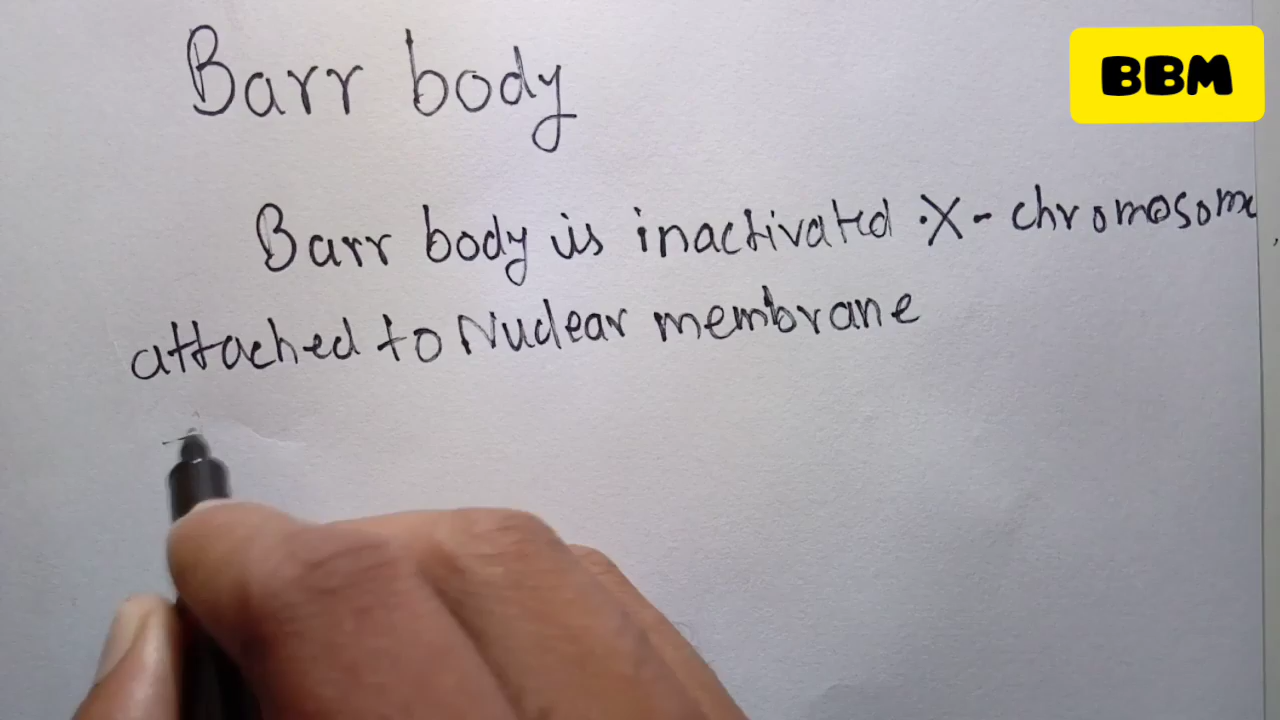 Barr body
BBM
Barr body is inactivated X-chromosome
attached to Nuclear membrane